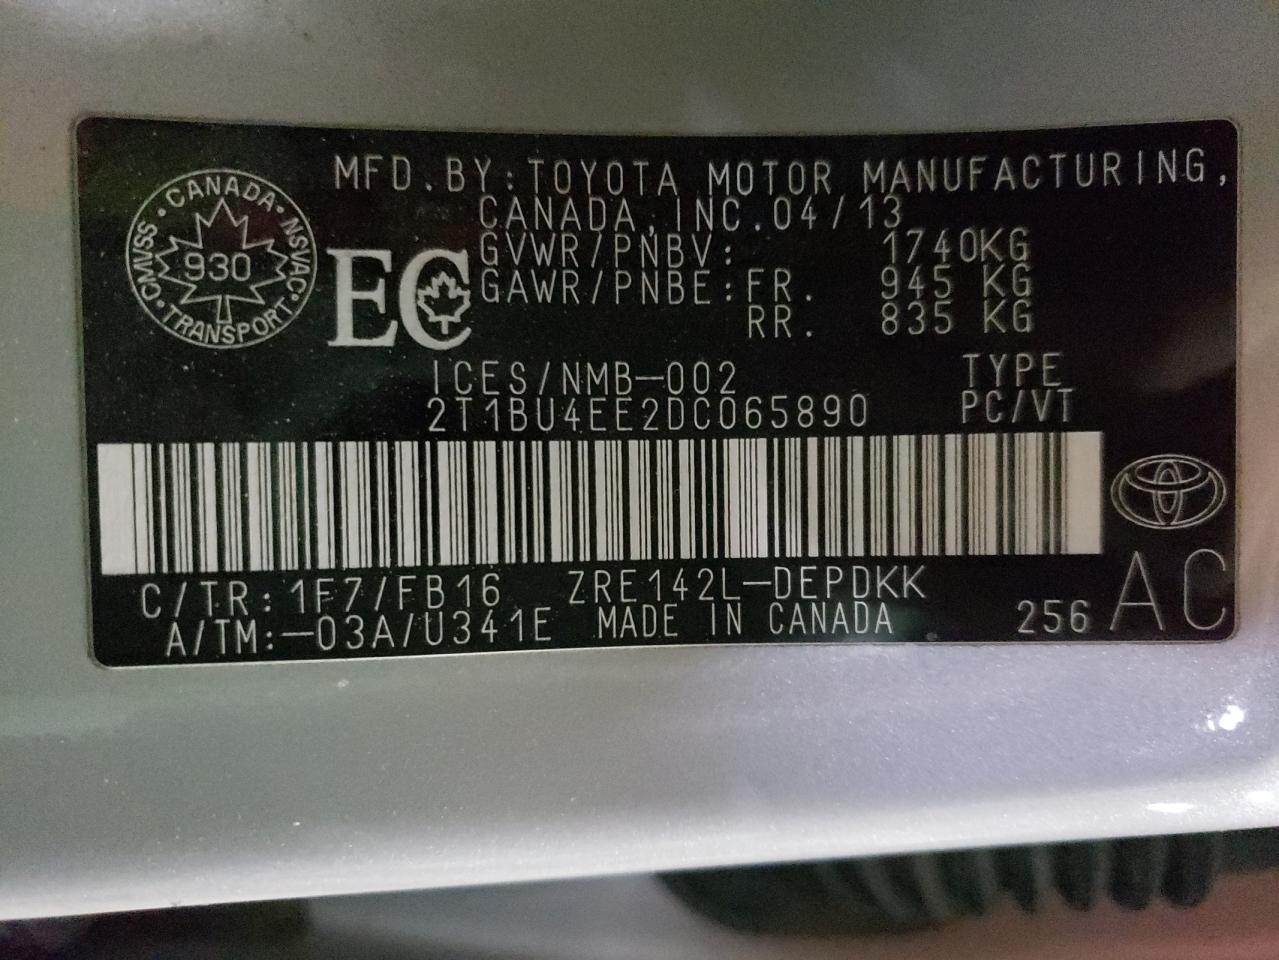 CANADA · NSVAC · TRANSPORT · CMVSS ·
930
EC
MFD. BY: TOYOTA MOTOR MANUFACTURING,
CANADA, INC. 04/13
GVWR/PNBV: 1740KG
GAWR/PNBE: FR. 945 KG
RR. 835 KG
ICES/NMB-002 TYPE
2T1BU4EE2DC065890 PC/VT
C/TR: 1F7/FB16 ZRE142L-DEPDKK
A/TM:-03A/U341E MADE IN CANADA 256 AC